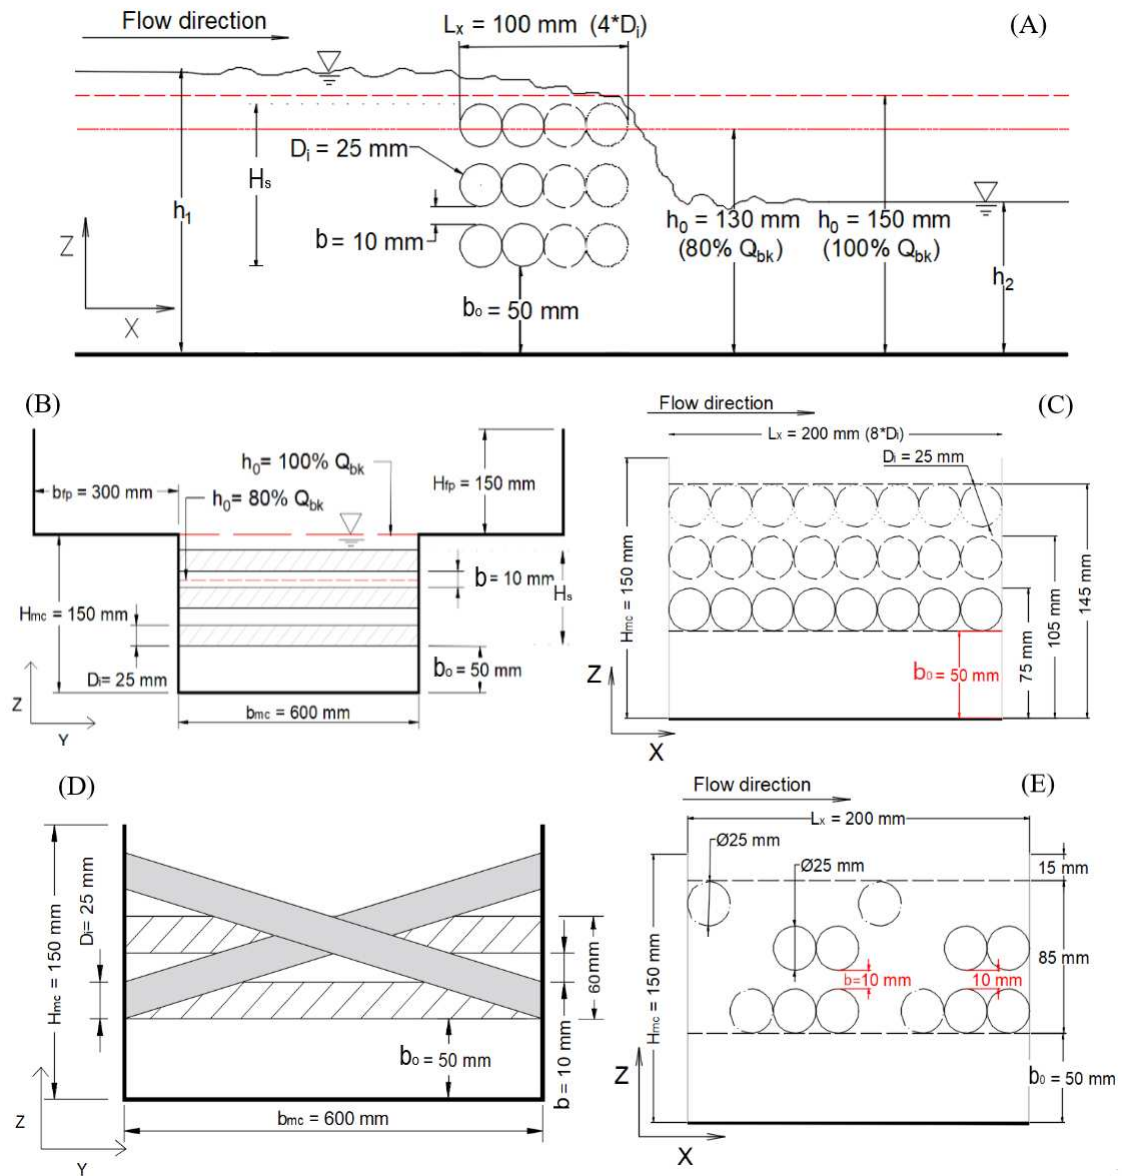 Flow direction
Lx = 100 mm (4*Di)
(A)
Di = 25 mm
Hs
h1
b = 10 mm
h0 = 130 mm
(80% Qbk)
h0 = 150 mm
(100% Qbk)
h2
Z
X
bo = 50 mm
(B)
h0= 100% Qbk
bfp = 300 mm
h0= 80% Qbk
Hfp = 150 mm
Hmc = 150 mm
b = 10 mm
Hs
Di= 25 mm
bo = 50 mm
Z
Y
bmc = 600 mm
(C)
Flow direction
Lx = 200 mm (8*Di)
Di = 25 mm
Hmc = 150 mm
b0 = 50 mm
75 mm
105 mm
145 mm
Z
X
(D)
Di= 25 mm
Hmc = 150 mm
60mm
bo = 50 mm
b = 10 mm
Z
Y
bmc = 600 mm
(E)
Flow direction
Lx = 200 mm
Ø25 mm
Ø25 mm
15 mm
Hmc = 150 mm
b=10 mm
10 mm
85 mm
b0 = 50 mm
Z
X